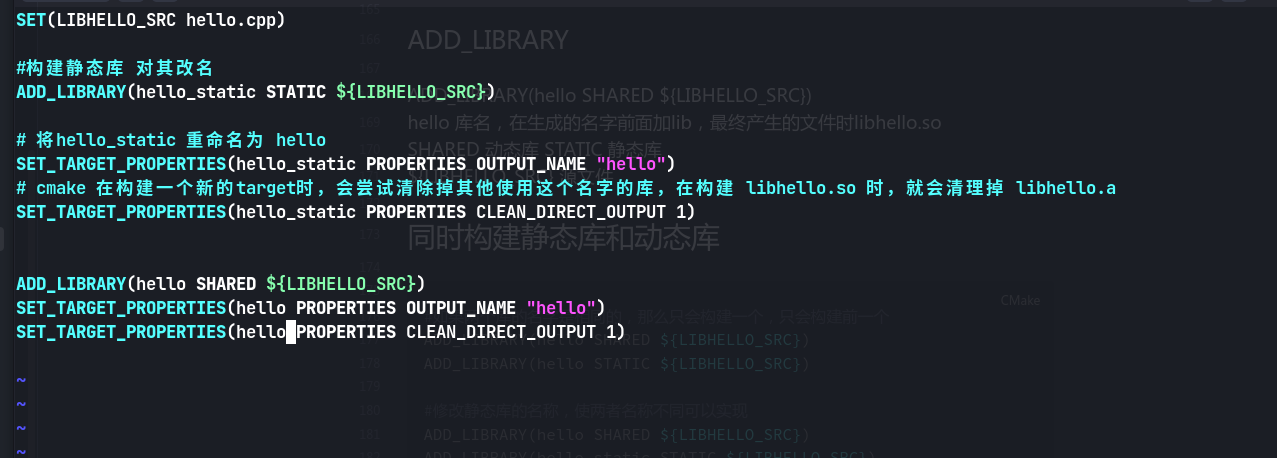 SET(LIBHELLO_SRC hello.cpp)
#构建静态库 对其改名
ADD_LIBRARY(hello_static STATIC ${LIBHELLO_SRC})
# 将hello_static 重命名为 hello
SET_TARGET_PROPERTIES(hello_static PROPERTIES OUTPUT_NAME "hello")
# cmake 在构建一个新的target时，会尝试清除掉其他使用这个名字的库，在构建 libhello.so 时，就会清理掉 libhello.a
SET_TARGET_PROPERTIES(hello_static PROPERTIES CLEAN_DIRECT_OUTPUT 1)
ADD_LIBRARY(hello SHARED ${LIBHELLO_SRC})
SET_TARGET_PROPERTIES(hello PROPERTIES OUTPUT_NAME "hello")
SET_TARGET_PROPERTIES(hello PROPERTIES CLEAN_DIRECT_OUTPUT 1)
~
~
~
~
ADD_LIBRARY
ADD_LIBRARY(hello SHARED ${LIBHELLO_SRC})
hello 库名，在生成的名字前面加lib，最终产生的文件时libhello.so
SHARED 动态库 STATIC 静态库
同时构建静态库和动态库
CMake
ADD_LIBRARY(hello SHARED ${LIBHELLO_SRC})
178 ADD_LIBRARY(hello STATIC ${LIBHELLO_SRC})
#修改静态库的名称，使两者名称不同可以实现
ADD_LIBRARY(hello SHARED ${LIBHELLO_SRC})